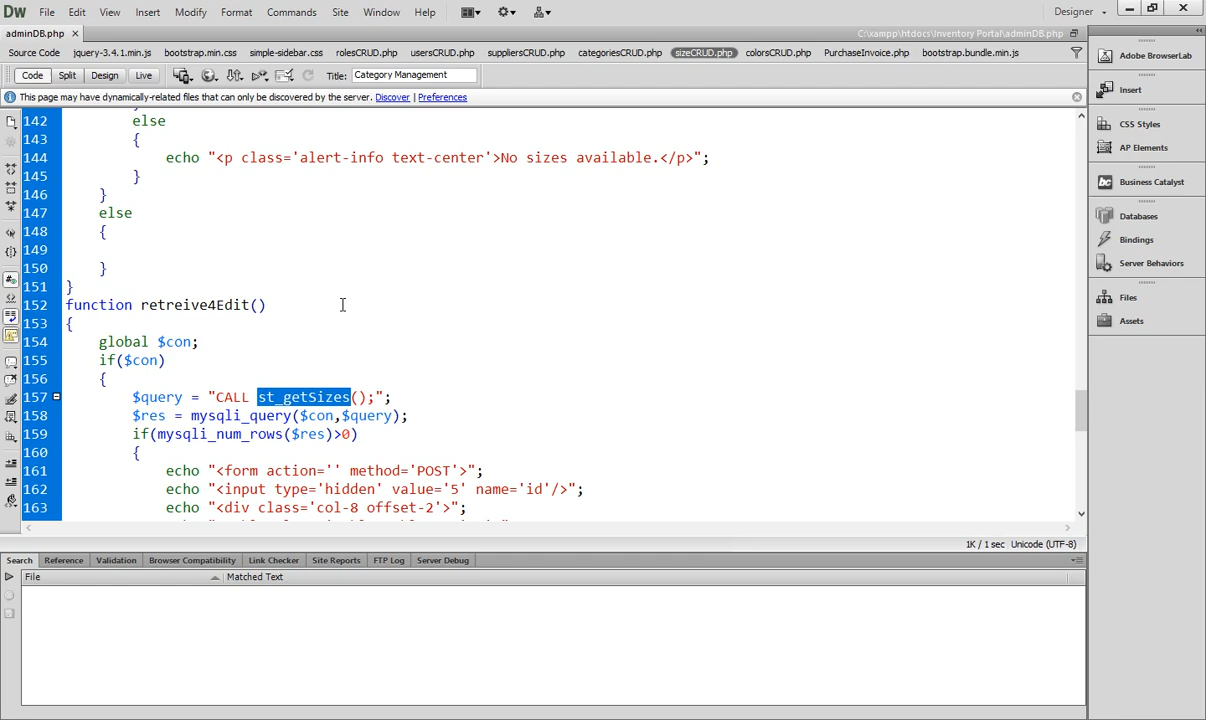 Dw File Edit View Insert Modify Format Commands Site Window Help Designer
adminDB.php C:\xampp\htdocs\Inventory Portal\adminDB.php
Source Code jquery-3.4.1.min.js bootstrap.min.css simple-sidebar.css rolesCRUD.php usersCRUD.php suppliersCRUD.php categoriesCRUD.php sizeCRUD.php colorsCRUD.php PurchaseInvoice.php bootstrap.bundle.min.js
Code Split Design Live Title: Category Management
This page may have dynamically-related files that can only be discovered by the server. Discover | Preferences
142 else
143 {
144 echo "<p class='alert-info text-center'>No sizes available.</p>";
145 }
146 }
147 else
148 {
149
150 }
151 }
152 function retreive4Edit()
153 {
154 global $con;
155 if($con)
156 {
157 $query = "CALL st_getSizes();";
158 $res = mysqli_query($con,$query);
159 if(mysqli_num_rows($res)>0)
160 {
161 echo "<form action='' method='POST'>";
162 echo "<input type='hidden' value='5' name='id'/>";
163 echo "<div class='col-8 offset-2'>";
1K / 1 sec Unicode (UTF-8)
Search Reference Validation Browser Compatibility Link Checker Site Reports FTP Log Server Debug
File Matched Text
Adobe BrowserLab
Insert
CSS Styles
AP Elements
Business Catalyst
Databases
Bindings
Server Behaviors
Files
Assets